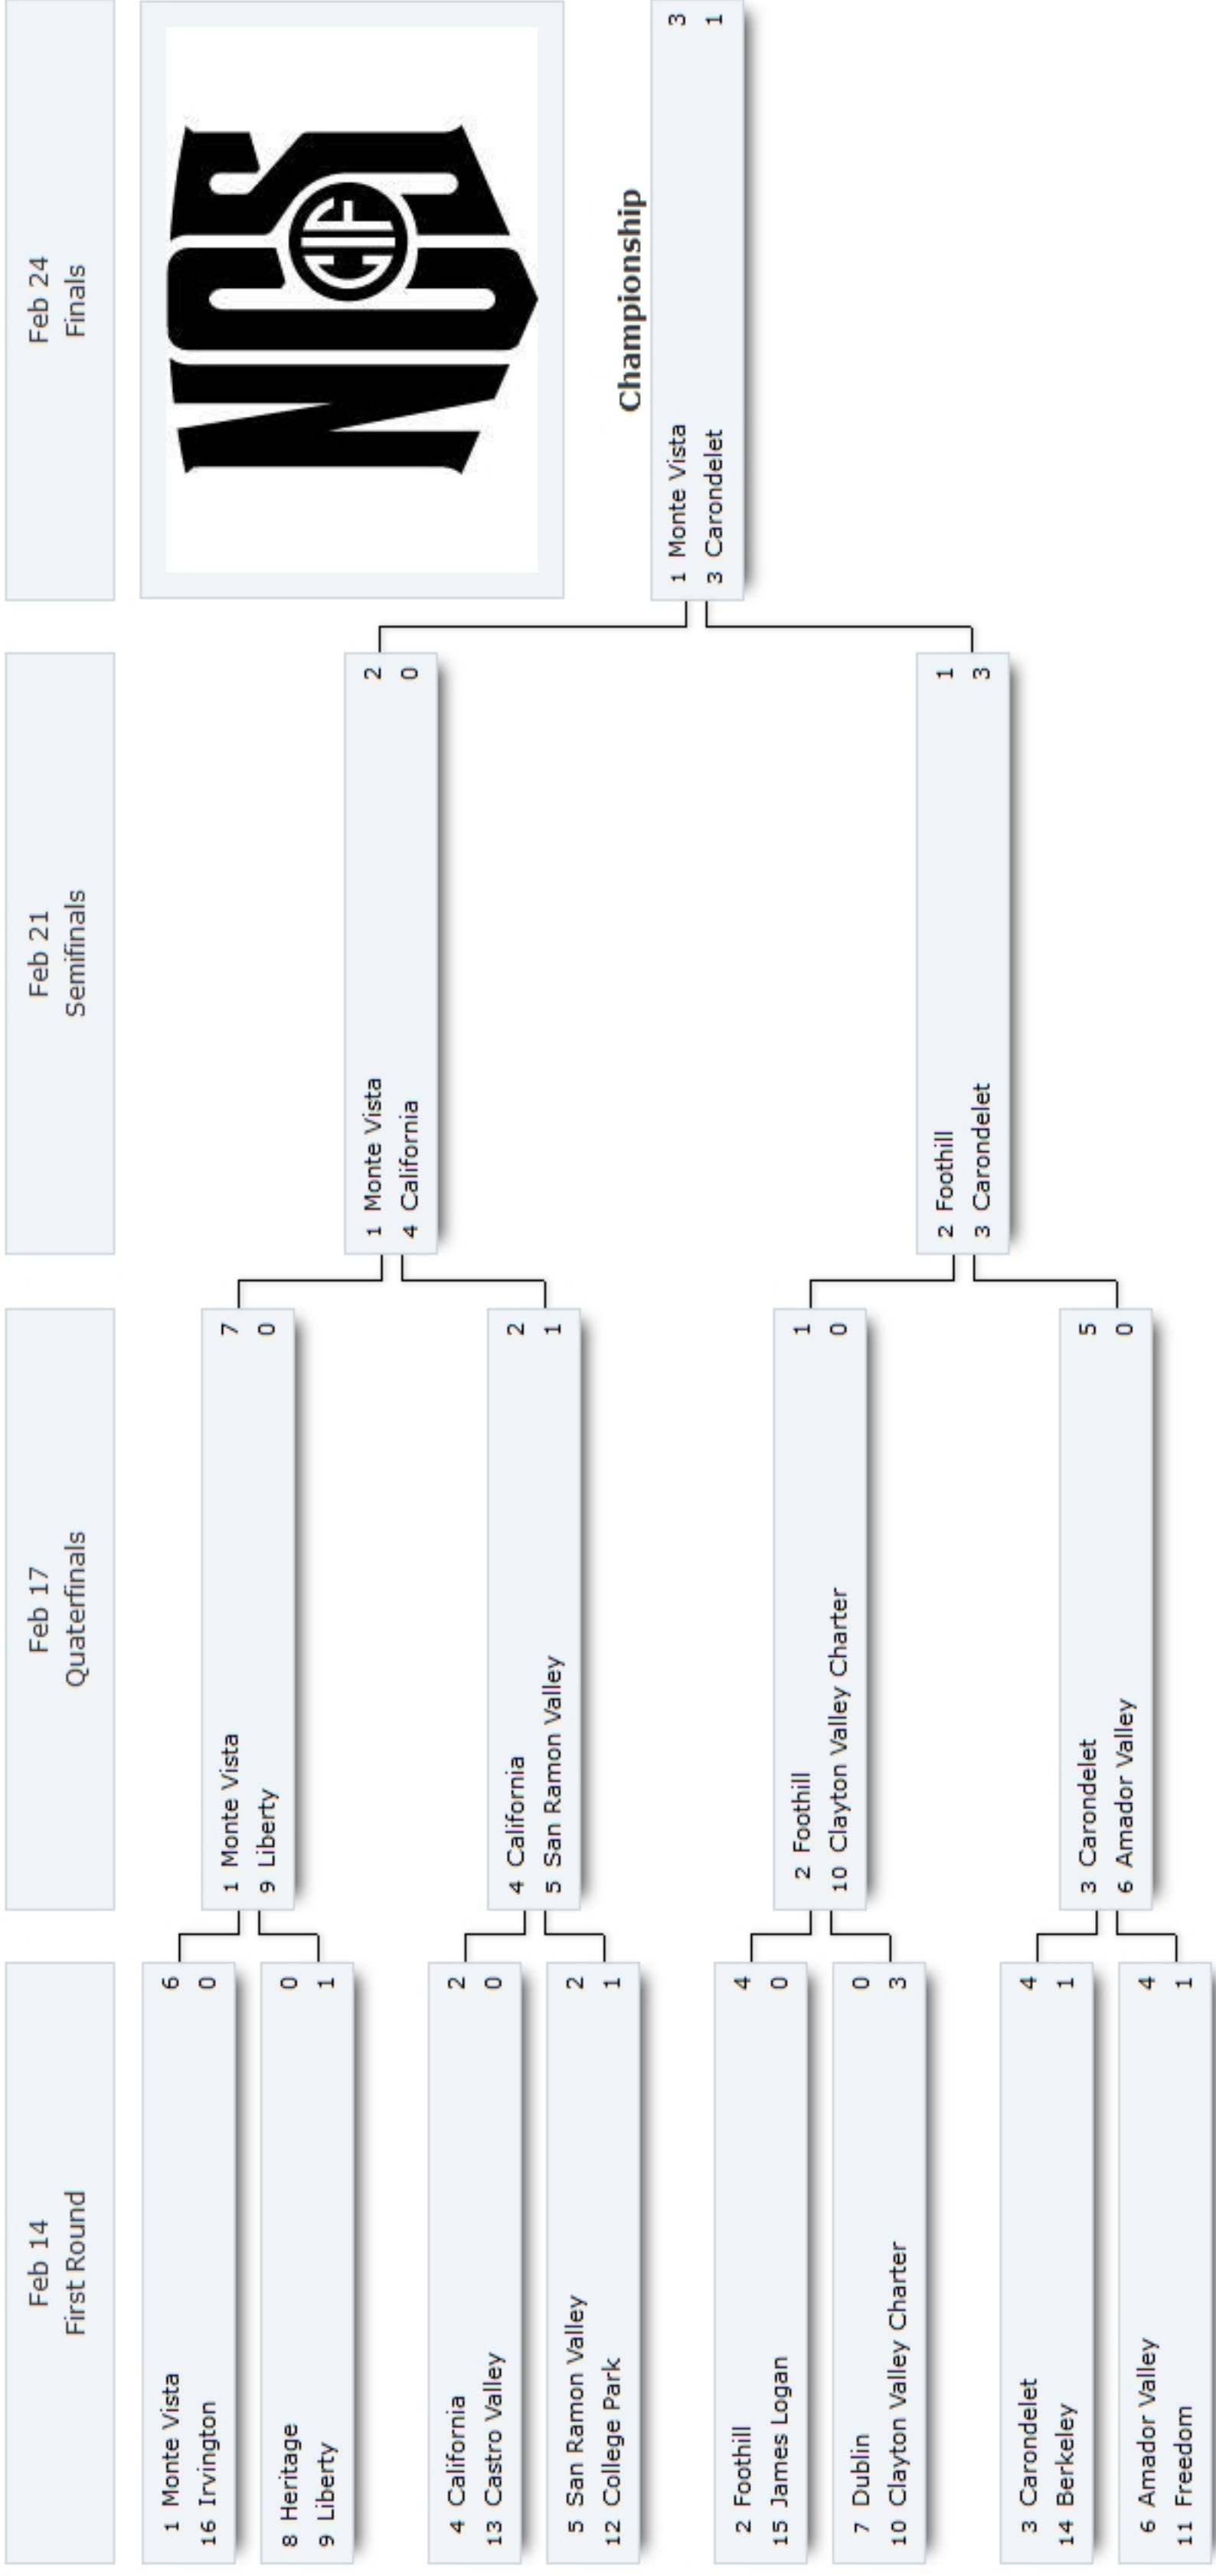 Feb 14
First Round
Feb 17
Quaterfinals
Feb 21
Semifinals
Feb 24
Finals
1 Monte Vista 6
16 Irvington 0
8 Heritage 0
9 Liberty 1
4 California 2
13 Castro Valley 0
5 San Ramon Valley 2
12 College Park 1
2 Foothill 4
15 James Logan 0
7 Dublin 0
10 Clayton Valley Charter 3
3 Carondelet 4
14 Berkeley 1
6 Amador Valley 4
11 Freedom 1
1 Monte Vista 7
9 Liberty 0
4 California 2
5 San Ramon Valley 1
2 Foothill 1
10 Clayton Valley Charter 0
3 Carondelet 5
6 Amador Valley 0
1 Monte Vista 2
4 California 0
2 Foothill 1
3 Carondelet 3
NCS
CIF
Championship
1 Monte Vista 3
3 Carondelet 1